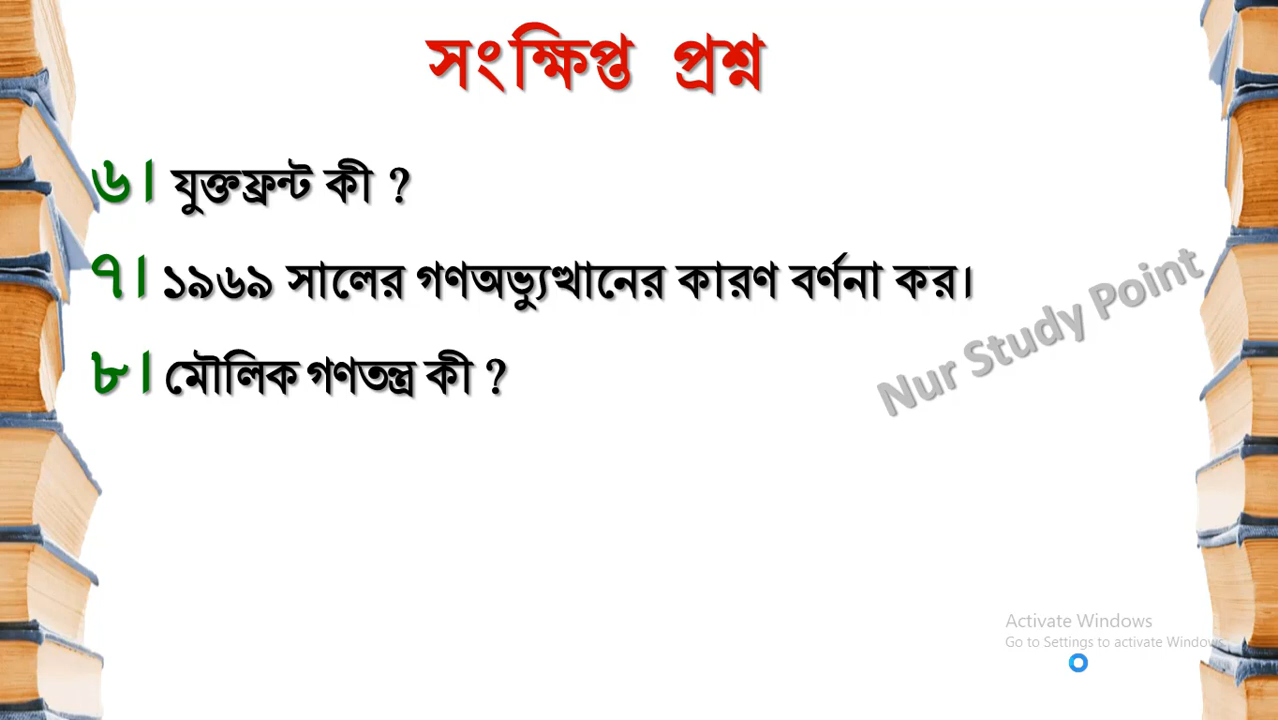 সংক্ষিপ্ত প্রশ্ন
৬। যুক্তফ্রন্ট কী ?
৭। ১৯৬৯ সালের গণঅভ্যুত্থানের কারণ বর্ণনা কর।
৮। মৌলিক গণতন্ত্র কী ?
Nur Study Point
Activate Windows
Go to Settings to activate Windows.